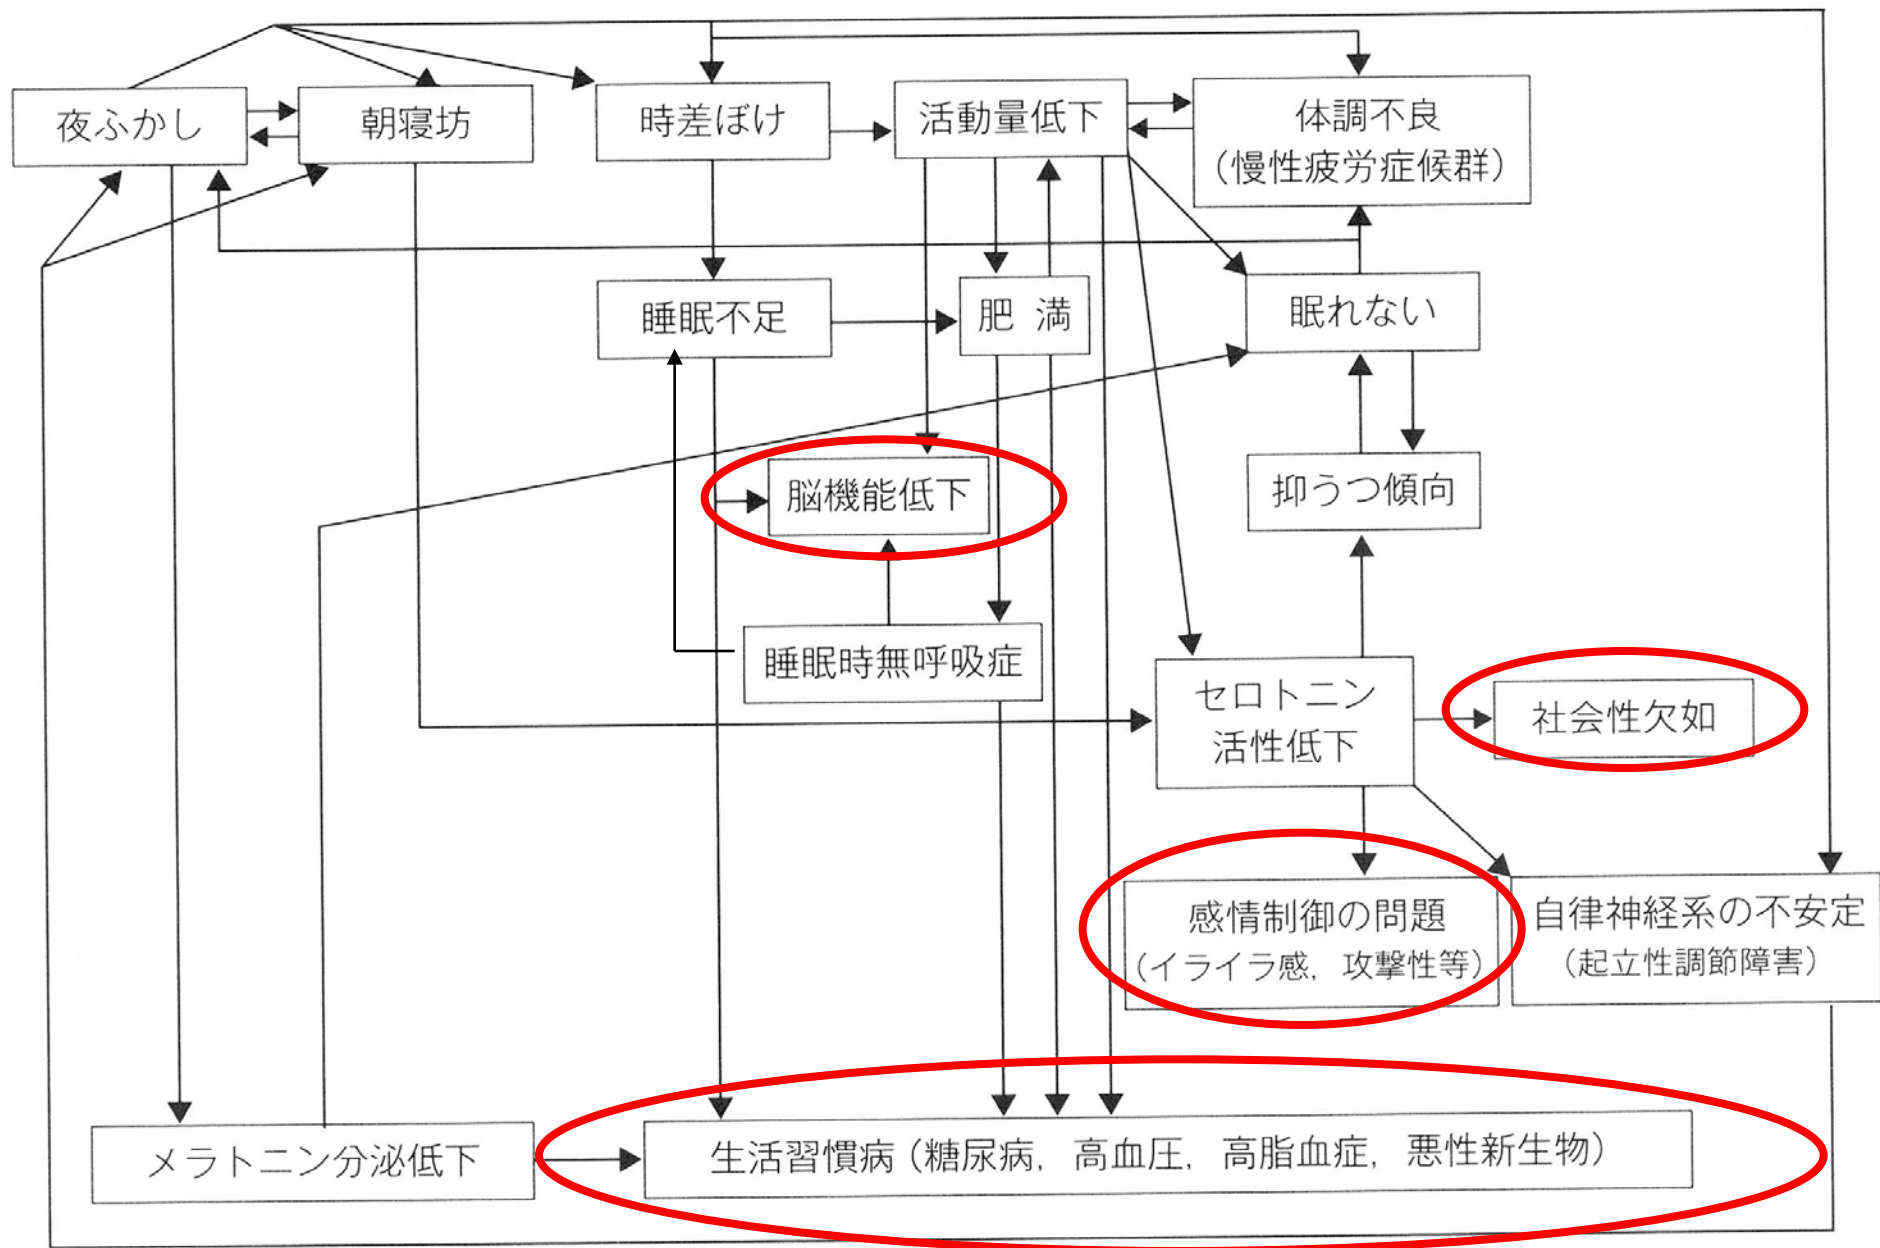 夜ふかし
朝寝坊
時差ぼけ
活動量低下
体調不良
（慢性疲労症候群）
睡眠不足
肥 満
眠れない
脳機能低下
抑うつ傾向
睡眠時無呼吸症
セロトニン
活性低下
社会性欠如
感情制御の問題
（イライラ感，攻撃性等）
自律神経系の不安定
（起立性調節障害）
メラトニン分泌低下
生活習慣病（糖尿病，高血圧，高脂血症，悪性新生物）